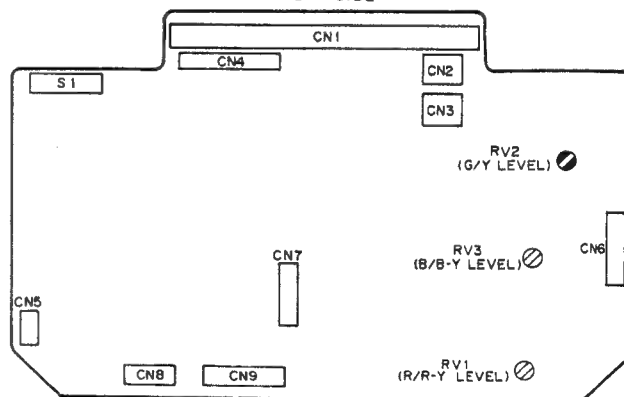 CN1
CN4
CN2
S1
CN3
RV2
(G/Y LEVEL)
RV3
(B/B-Y LEVEL)
CN6
CN7
CN5
RV1
(R/R-Y LEVEL)
CN8
CN9